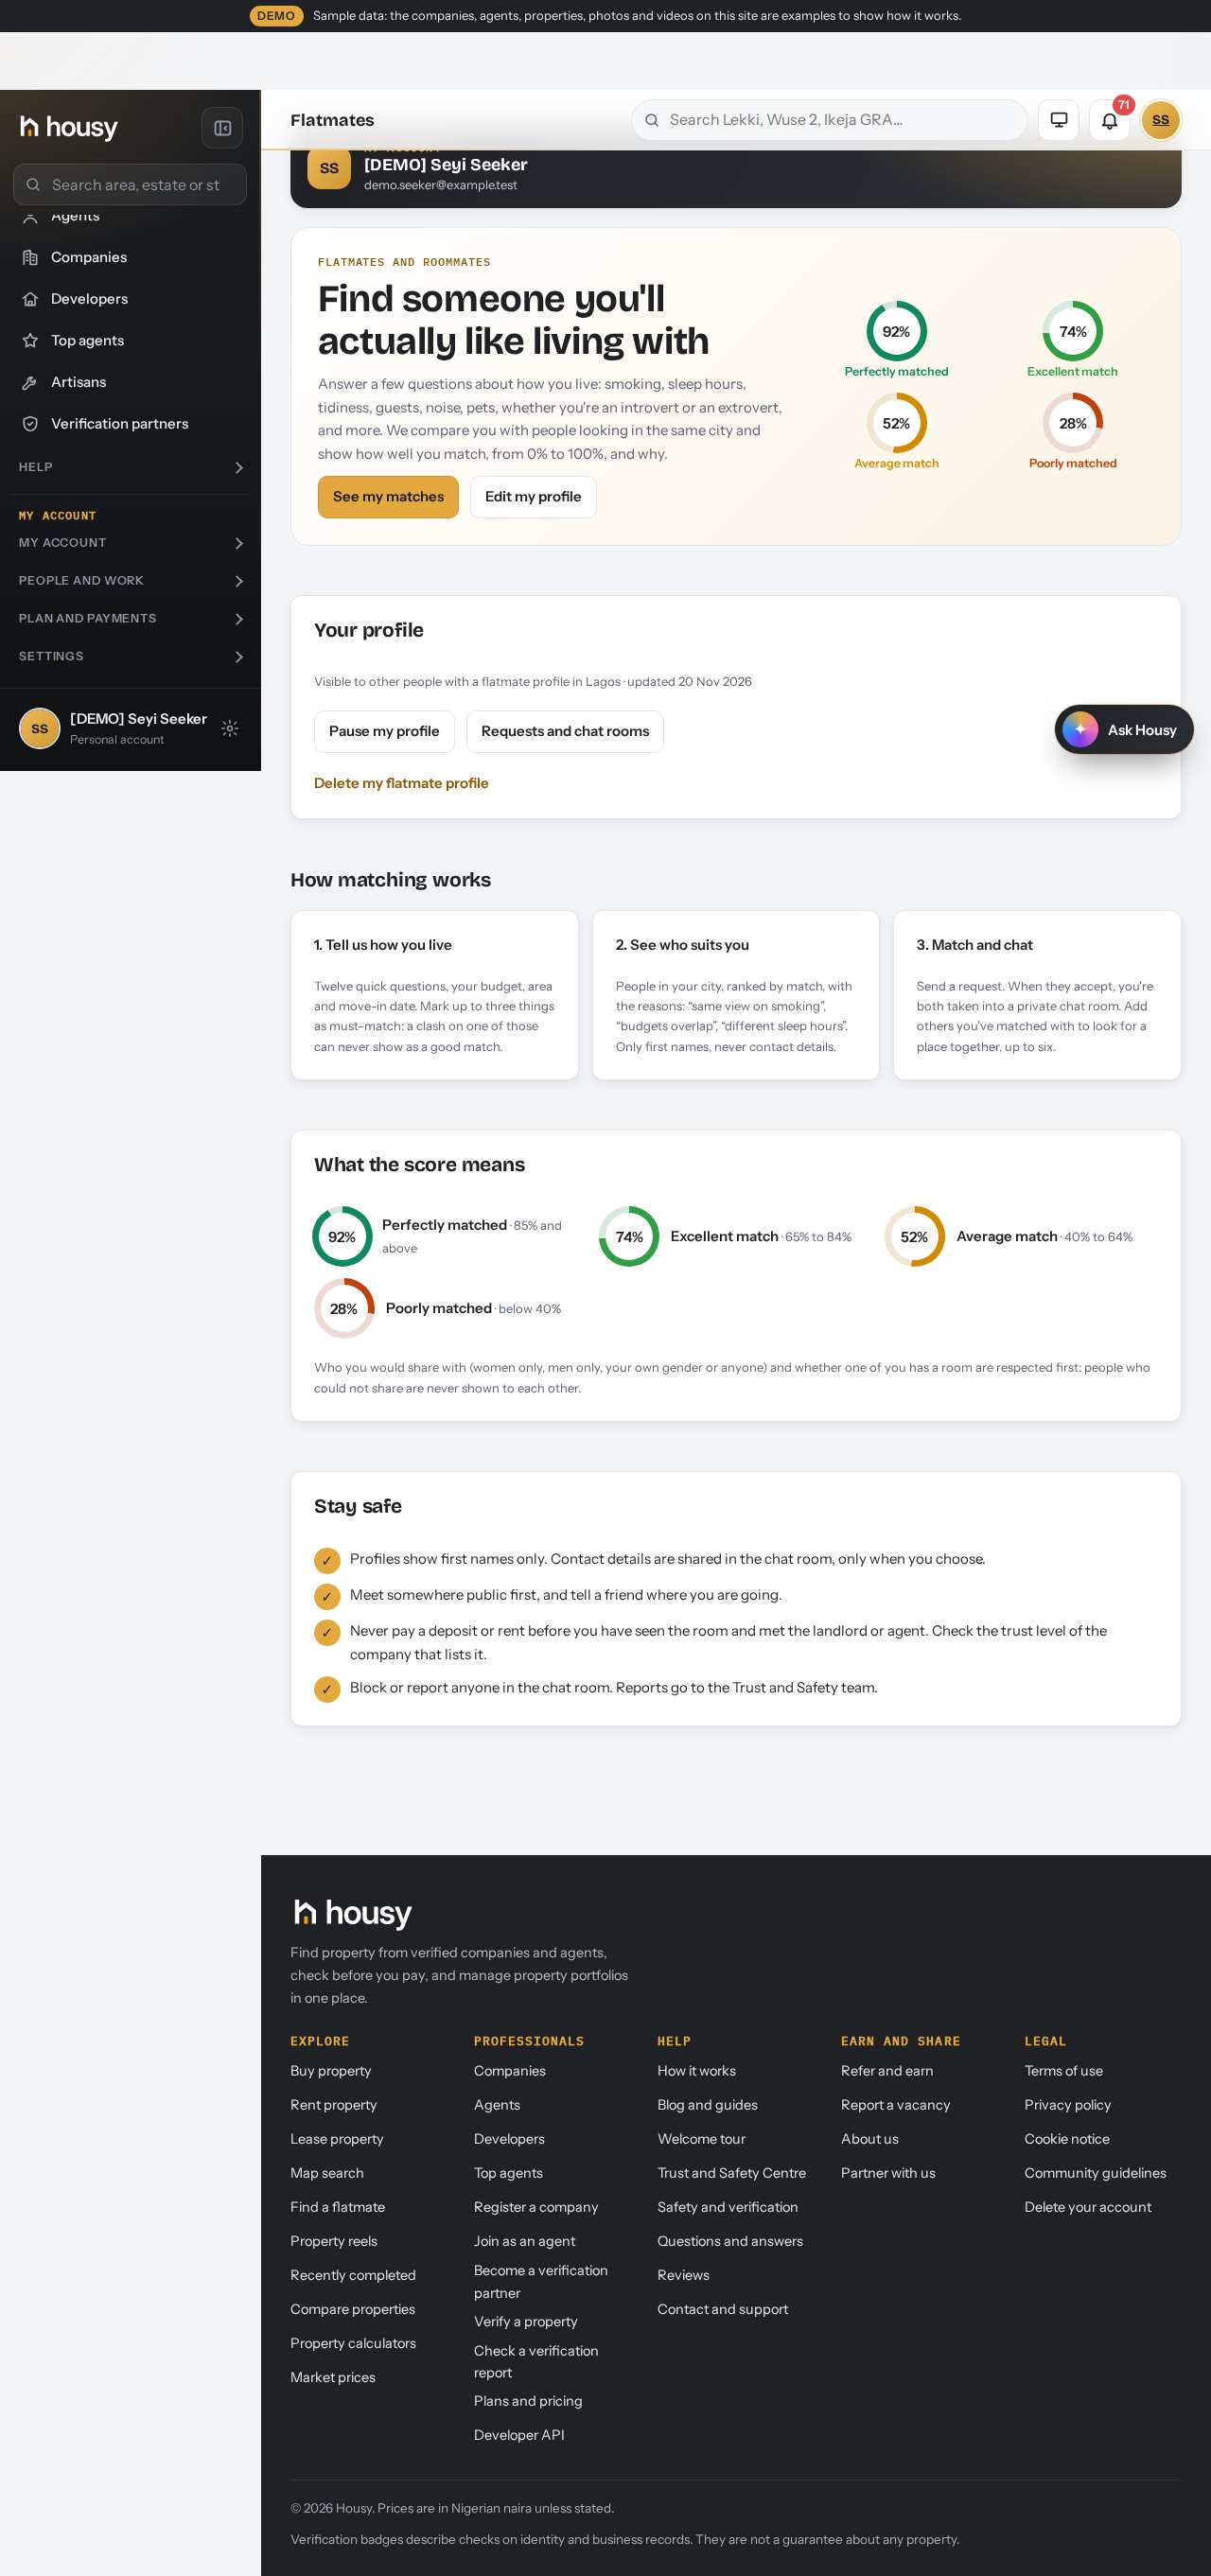 DEMO Sample data: the companies, agents, properties, photos and videos on this site are examples to show how it works.
housy
Search area, estate or st
Agents
Companies
Developers
Top agents
Artisans
Verification partners
HELP
MY ACCOUNT
MY ACCOUNT
PEOPLE AND WORK
PLAN AND PAYMENTS
SETTINGS
SS
[DEMO] Seyi Seeker
Personal account
Flatmates
Search Lekki, Wuse 2, Ikeja GRA...
71
SS
SS
[DEMO] Seyi Seeker
demo.seeker@example.test
FLATMATES AND ROOMMATES
Find someone you'll
actually like living with
Answer a few questions about how you live: smoking, sleep hours,
tidiness, guests, noise, pets, whether you're an introvert or an extrovert,
and more. We compare you with people looking in the same city and
show how well you match, from 0% to 100%, and why.
See my matches
Edit my profile
92%
Perfectly matched
74%
Excellent match
52%
Average match
28%
Poorly matched
Your profile
Visible to other people with a flatmate profile in Lagos · updated 20 Nov 2026
Pause my profile
Requests and chat rooms
Delete my flatmate profile
Ask Housy
How matching works
1. Tell us how you live
Twelve quick questions, your budget, area
and move-in date. Mark up to three things
as must-match: a clash on one of those
can never show as a good match.
2. See who suits you
People in your city, ranked by match, with
the reasons: “same view on smoking”,
“budgets overlap”, “different sleep hours”.
Only first names, never contact details.
3. Match and chat
Send a request. When they accept, you're
both taken into a private chat room. Add
others you've matched with to look for a
place together, up to six.
What the score means
92%
Perfectly matched · 85% and
above
74%
Excellent match · 65% to 84%
52%
Average match · 40% to 64%
28%
Poorly matched · below 40%
Who you would share with (women only, men only, your own gender or anyone) and whether one of you has a room are respected first: people who
could not share are never shown to each other.
Stay safe
✓ Profiles show first names only. Contact details are shared in the chat room, only when you choose.
✓ Meet somewhere public first, and tell a friend where you are going.
✓ Never pay a deposit or rent before you have seen the room and met the landlord or agent. Check the trust level of the
company that lists it.
✓ Block or report anyone in the chat room. Reports go to the Trust and Safety team.
housy
Find property from verified companies and agents,
check before you pay, and manage property portfolios
in one place.
EXPLORE
Buy property
Rent property
Lease property
Map search
Find a flatmate
Property reels
Recently completed
Compare properties
Property calculators
Market prices
PROFESSIONALS
Companies
Agents
Developers
Top agents
Register a company
Join as an agent
Become a verification
partner
Verify a property
Check a verification
report
Plans and pricing
Developer API
HELP
How it works
Blog and guides
Welcome tour
Trust and Safety Centre
Safety and verification
Questions and answers
Reviews
Contact and support
EARN AND SHARE
Refer and earn
Report a vacancy
About us
Partner with us
LEGAL
Terms of use
Privacy policy
Cookie notice
Community guidelines
Delete your account
© 2026 Housy. Prices are in Nigerian naira unless stated.
Verification badges describe checks on identity and business records. They are not a guarantee about any property.